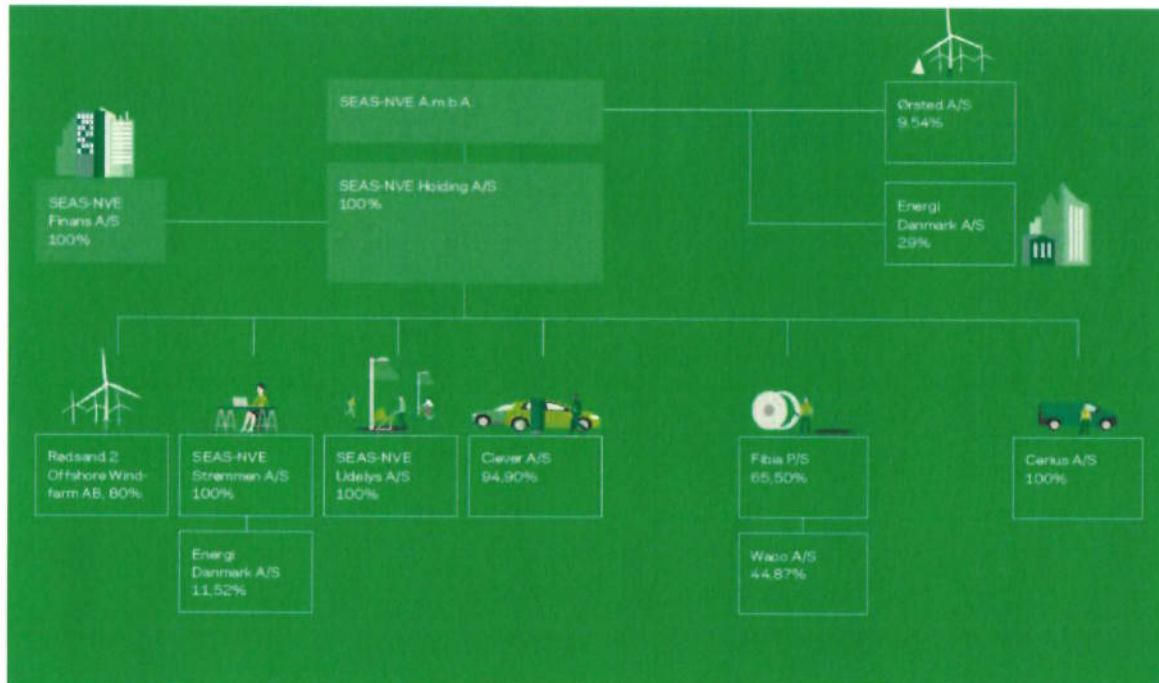 SEAS-NVE A.m.b.A.
Ørsted A/S
9,54%
SEAS-NVE Holding A/S
100%
SEAS-NVE
Finans A/S
100%
Energi
Danmark A/S
29%
Rødsand 2
Offshore Wind-
farm AB, 80%
SEAS-NVE
Strømmen A/S
100%
SEAS-NVE
Udelys A/S
100%
Clever A/S
94,90%
Fibia P/S
65,50%
Cerius A/S
100%
Energi
Danmark A/S
11,52%
Waoo A/S
44,87%